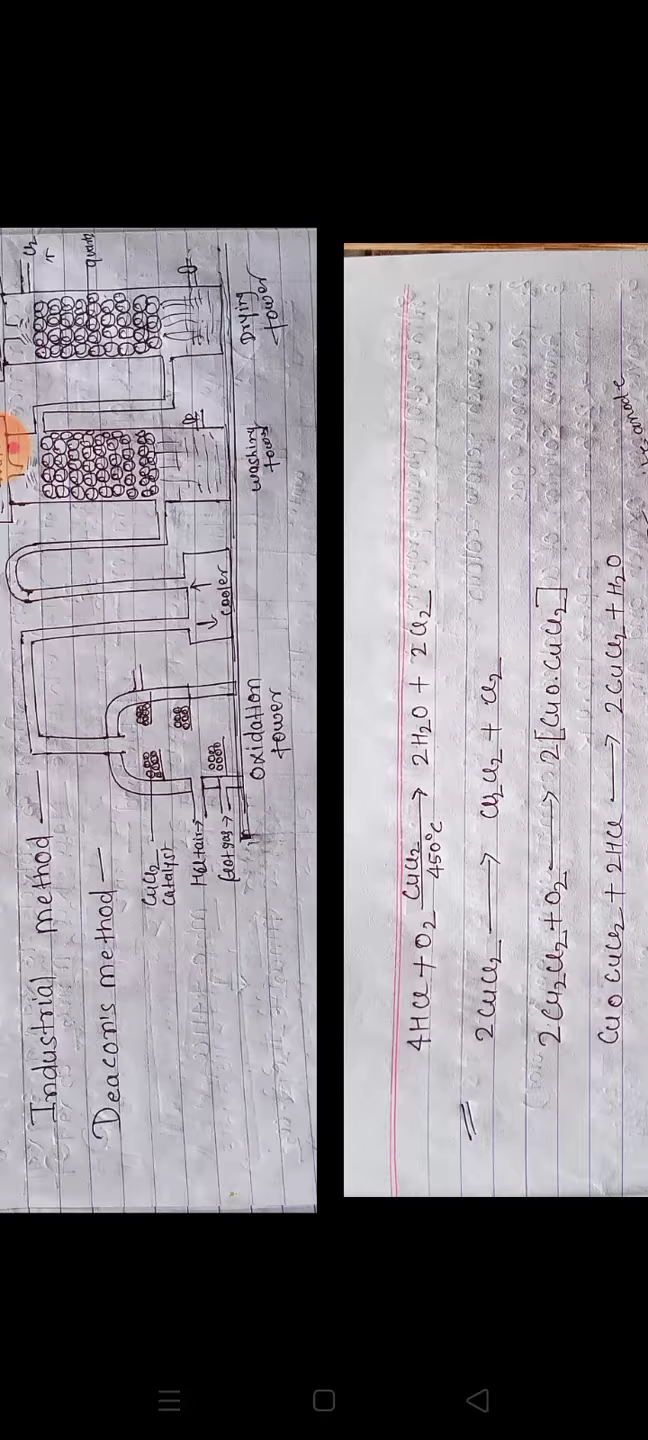 Industrial method —
Deacon's method —
CuCl₂
Catalyst
HCl+air→
Hot gas→
Oxidation
tower
cooler
washing
tower
Drying
tower
Cl₂
quartz
4HCl + O₂ CuCl₂ → 2H₂O + 2Cl₂
450°C
2CuCl₂ ⟶ Cu₂Cl₂ + Cl₂
2Cu₂Cl₂ + O₂ ⟶ 2[CuO.CuCl₂]
CuO CuCl₂ + 2HCl ⟶ 2CuCl₂ + H₂O
anode